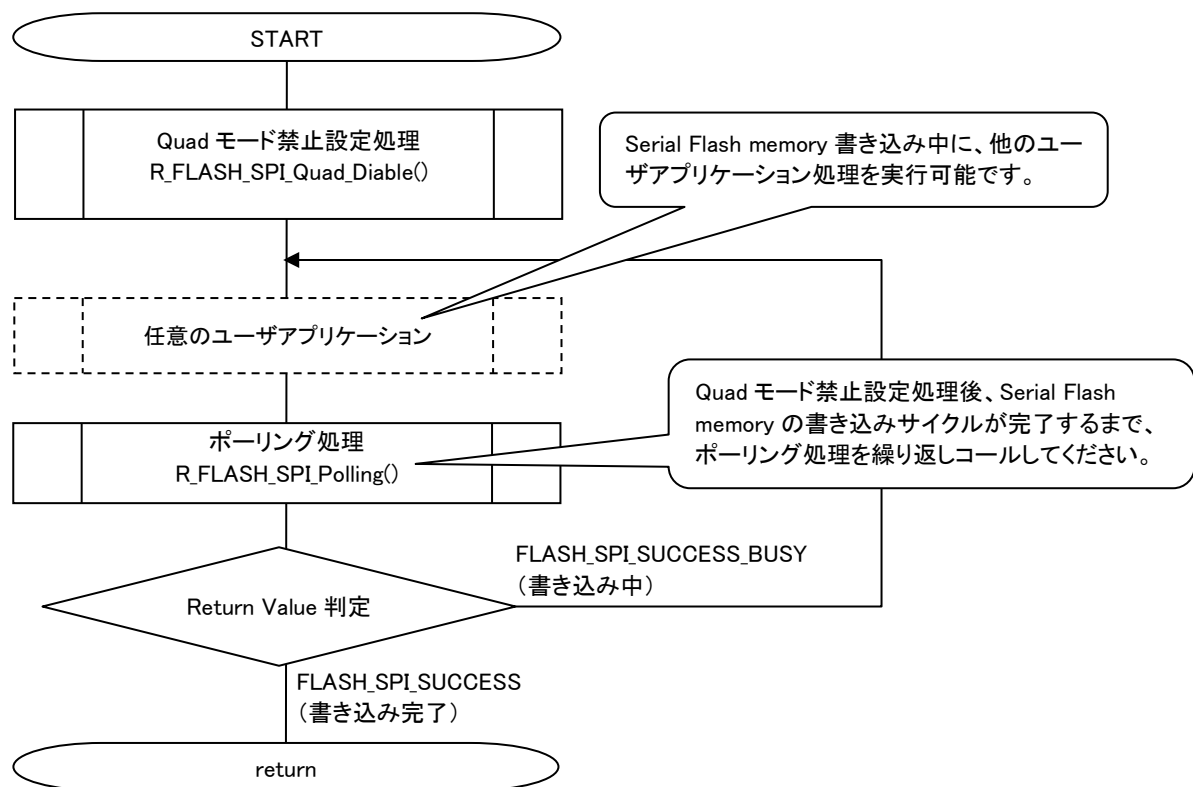 START
Quad モード禁止設定処理
R_FLASH_SPI_Quad_Diable()
Serial Flash memory 書き込み中に、他のユー
ザアプリケーション処理を実行可能です。
任意のユーザアプリケーション
Quad モード禁止設定処理後、Serial Flash
memory の書き込みサイクルが完了するまで、
ポーリング処理を繰り返しコールしてください。
ポーリング処理
R_FLASH_SPI_Polling()
FLASH_SPI_SUCCESS_BUSY
（書き込み中）
Return Value 判定
FLASH_SPI_SUCCESS
（書き込み完了）
return